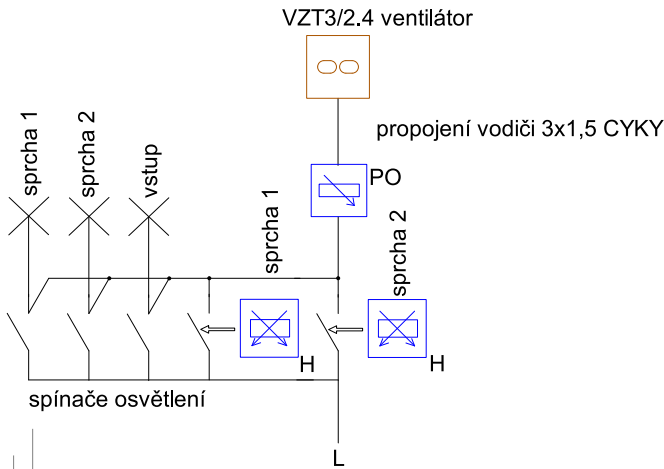 VZT3/2.4 ventilátor
propojení vodiči 3x1,5 CYKY
sprcha 1
sprcha 2
vstup
PO
sprcha 1
sprcha 2
H
H
spínače osvětlení
L